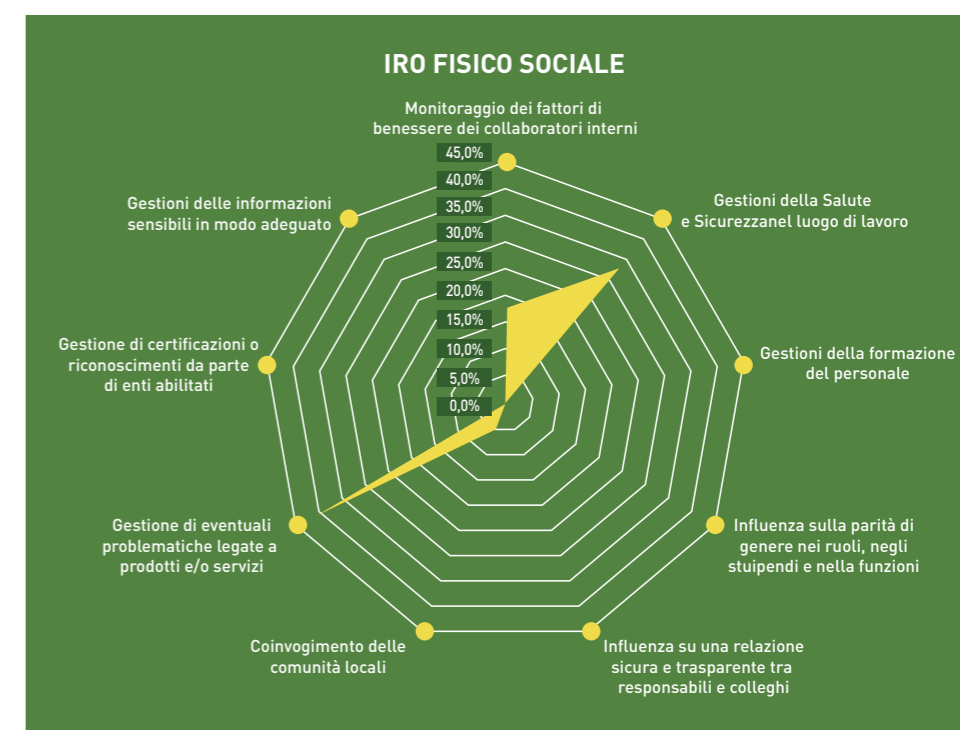 IRO FISICO SOCIALE
Monitoraggio dei fattori di
benessere dei collaboratori interni
45,0%
40,0%
35,0%
30,0%
25,0%
20,0%
15,0%
10,0%
5,0%
0,0%
Gestioni della Salute
e Sicurezzanel luogo di lavoro
Gestioni della formazione
del personale
Influenza sulla parità di
genere nei ruoli, negli
stuipendi e nella funzioni
Influenza su una relazione
sicura e trasparente tra
responsabili e colleghi
Coinvogimento delle
comunità locali
Gestione di eventuali
problematiche legate a
prodotti e/o servizi
Gestione di certificazioni o
riconoscimenti da parte
di enti abilitati
Gestioni delle informazioni
sensibili in modo adeguato